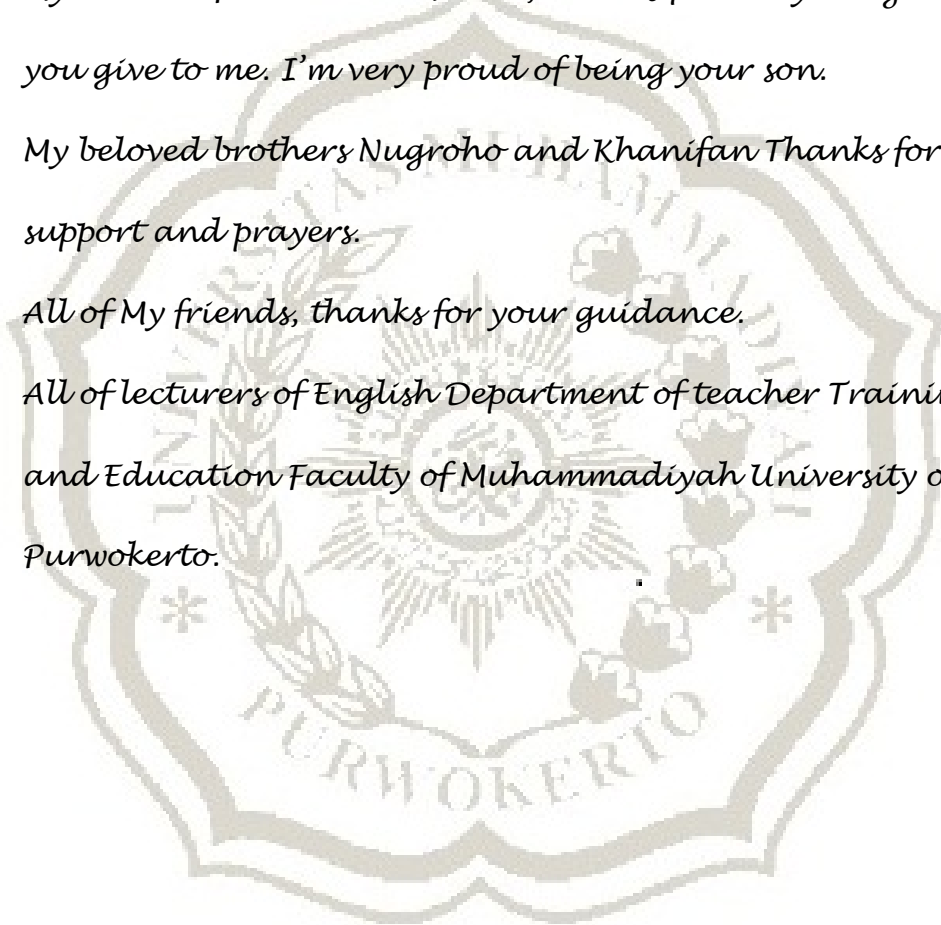 you give to me. I'm very proud of being your son.
My beloved brothers Nugroho and Khanifan Thanks for
support and prayers.
All of My friends, thanks for your guidance.
All of lecturers of English Department of teacher
and Education Faculty of Muhammadiyah University
Purwokerto.
UNIVERSITAS MUHAMMADIYAH
PURWOKERTO